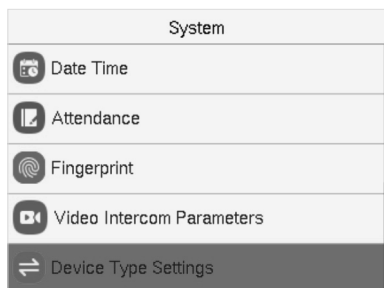 System
Date Time
Attendance
Fingerprint
Video Intercom Parameters
Device Type Settings